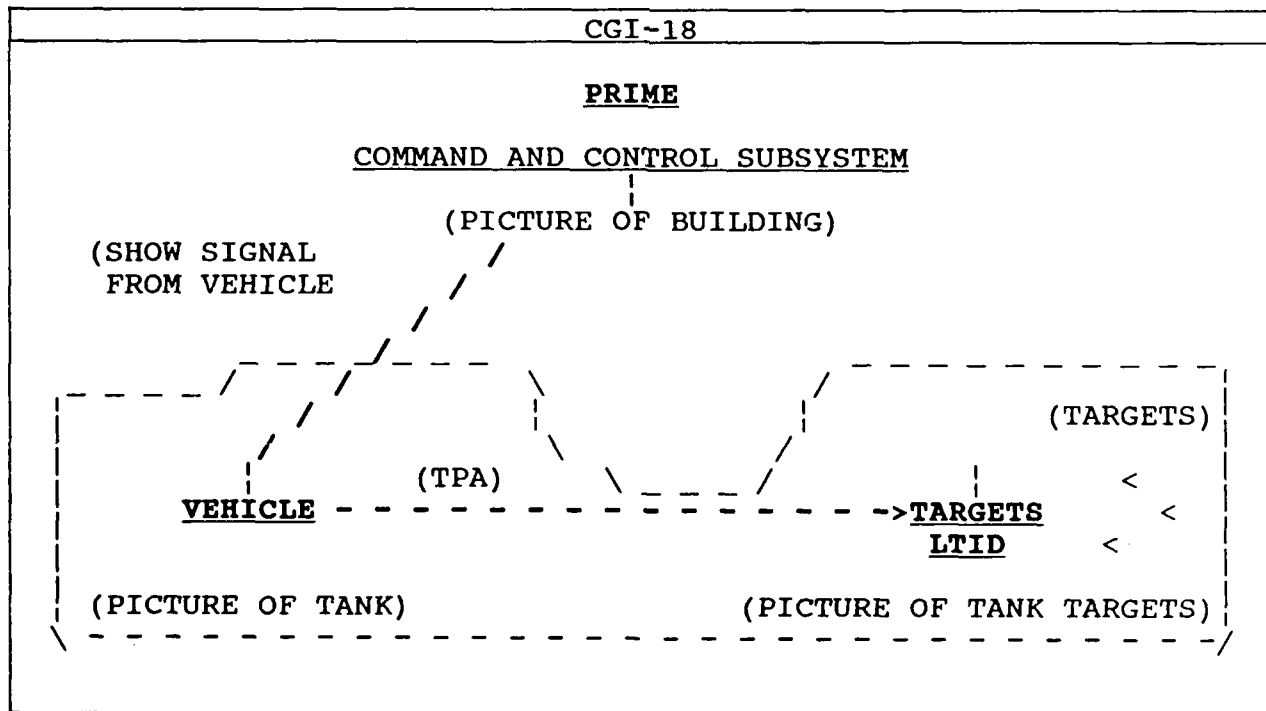 CGI-18
PRIME
COMMAND AND CONTROL SUBSYSTEM
(PICTURE OF BUILDING)
(SHOW SIGNAL
FROM VEHICLE
(TARGETS)
(TPA)
VEHICLE - - - - - - - - - - - - - - - - ->TARGETS
LTID
(PICTURE OF TANK) (PICTURE OF TANK TARGETS)